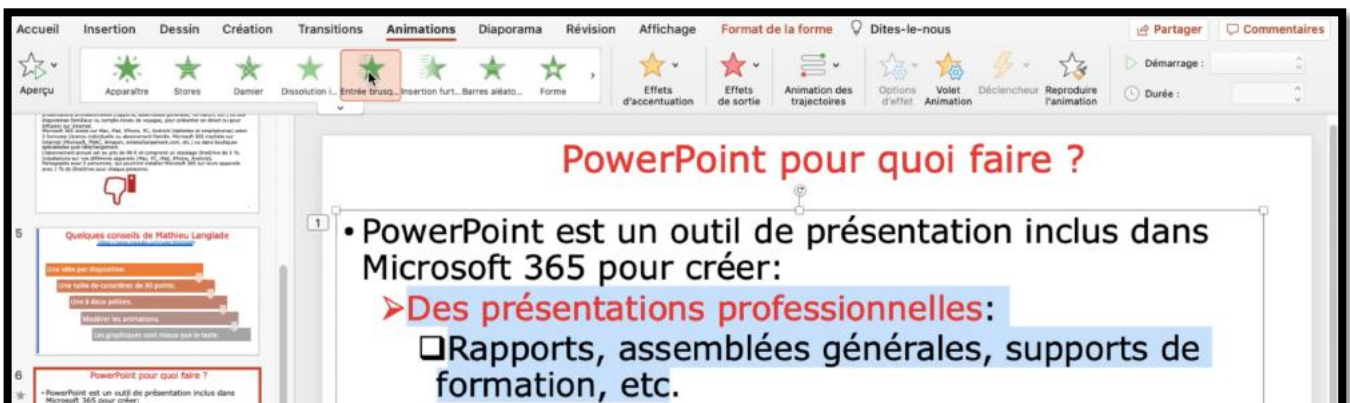 Accueil Insertion Dessin Création Transitions Animations Diaporama Révision Affichage Format de la forme Dites-le-nous Partager Commentaires
Aperçu Apparaître Stores Damier Dissolution i... Entrée brusq... Insertion furt... Barres aléato... Forme Effets d'accentuation Effets de sortie Animation des trajectoires Options d'effet Volet Animation Déclencheur Reproduire l'animation Démarrage : Durée :
5
Quelques conseils de Mathieu Langlade
Une idée par diapositive.
Une taille de caractères de 30 points.
Une à deux polices.
Modérer les animations.
Les graphiques sont mieux que le texte.
6
PowerPoint pour quoi faire ?
• PowerPoint est un outil de présentation inclus dans
Microsoft 365 pour créer:
PowerPoint pour quoi faire ?
1
• PowerPoint est un outil de présentation inclus dans
Microsoft 365 pour créer:
➢Des présentations professionnelles:
❑Rapports, assemblées générales, supports de
formation, etc.